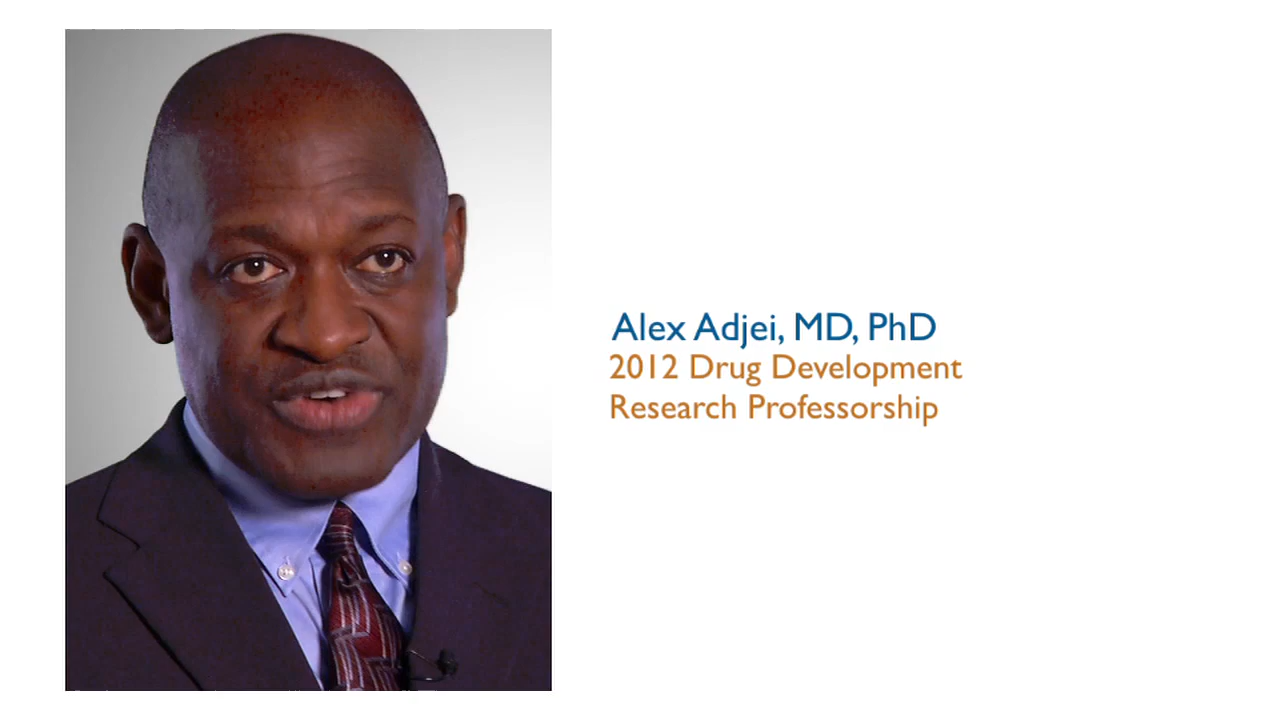 Alex Adjei, MD, PhD
2012 Drug Development
Research Professorship